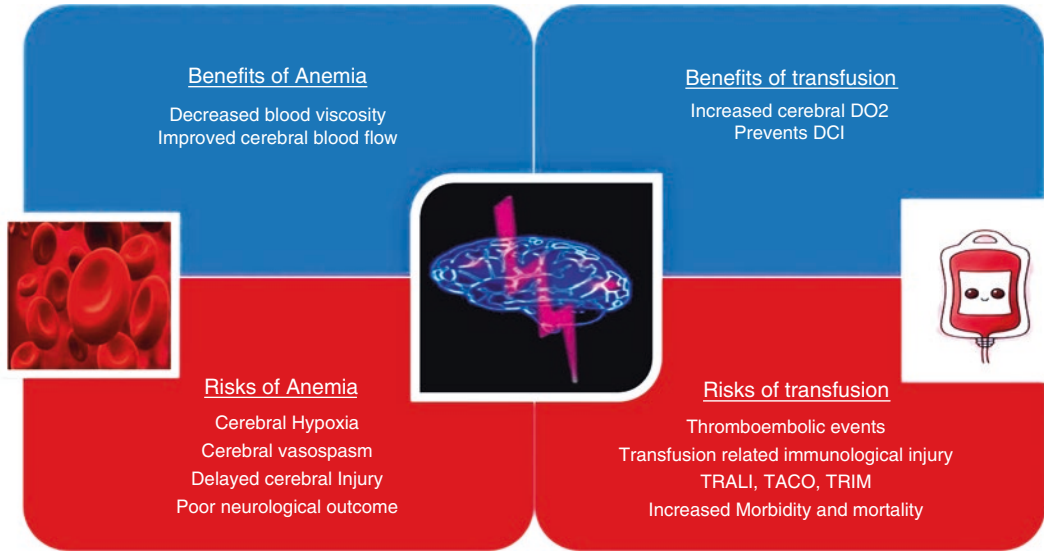 Benefits of Anemia
Decreased blood viscosity
Improved cerebral blood flow
Benefits of transfusion
Increased cerebral DO2
Prevents DCI
Risks of Anemia
Cerebral Hypoxia
Cerebral vasospasm
Delayed cerebral Injury
Poor neurological outcome
Risks of transfusion
Thromboembolic events
Transfusion related immunological injury
TRALI, TACO, TRIM
Increased Morbidity and mortality